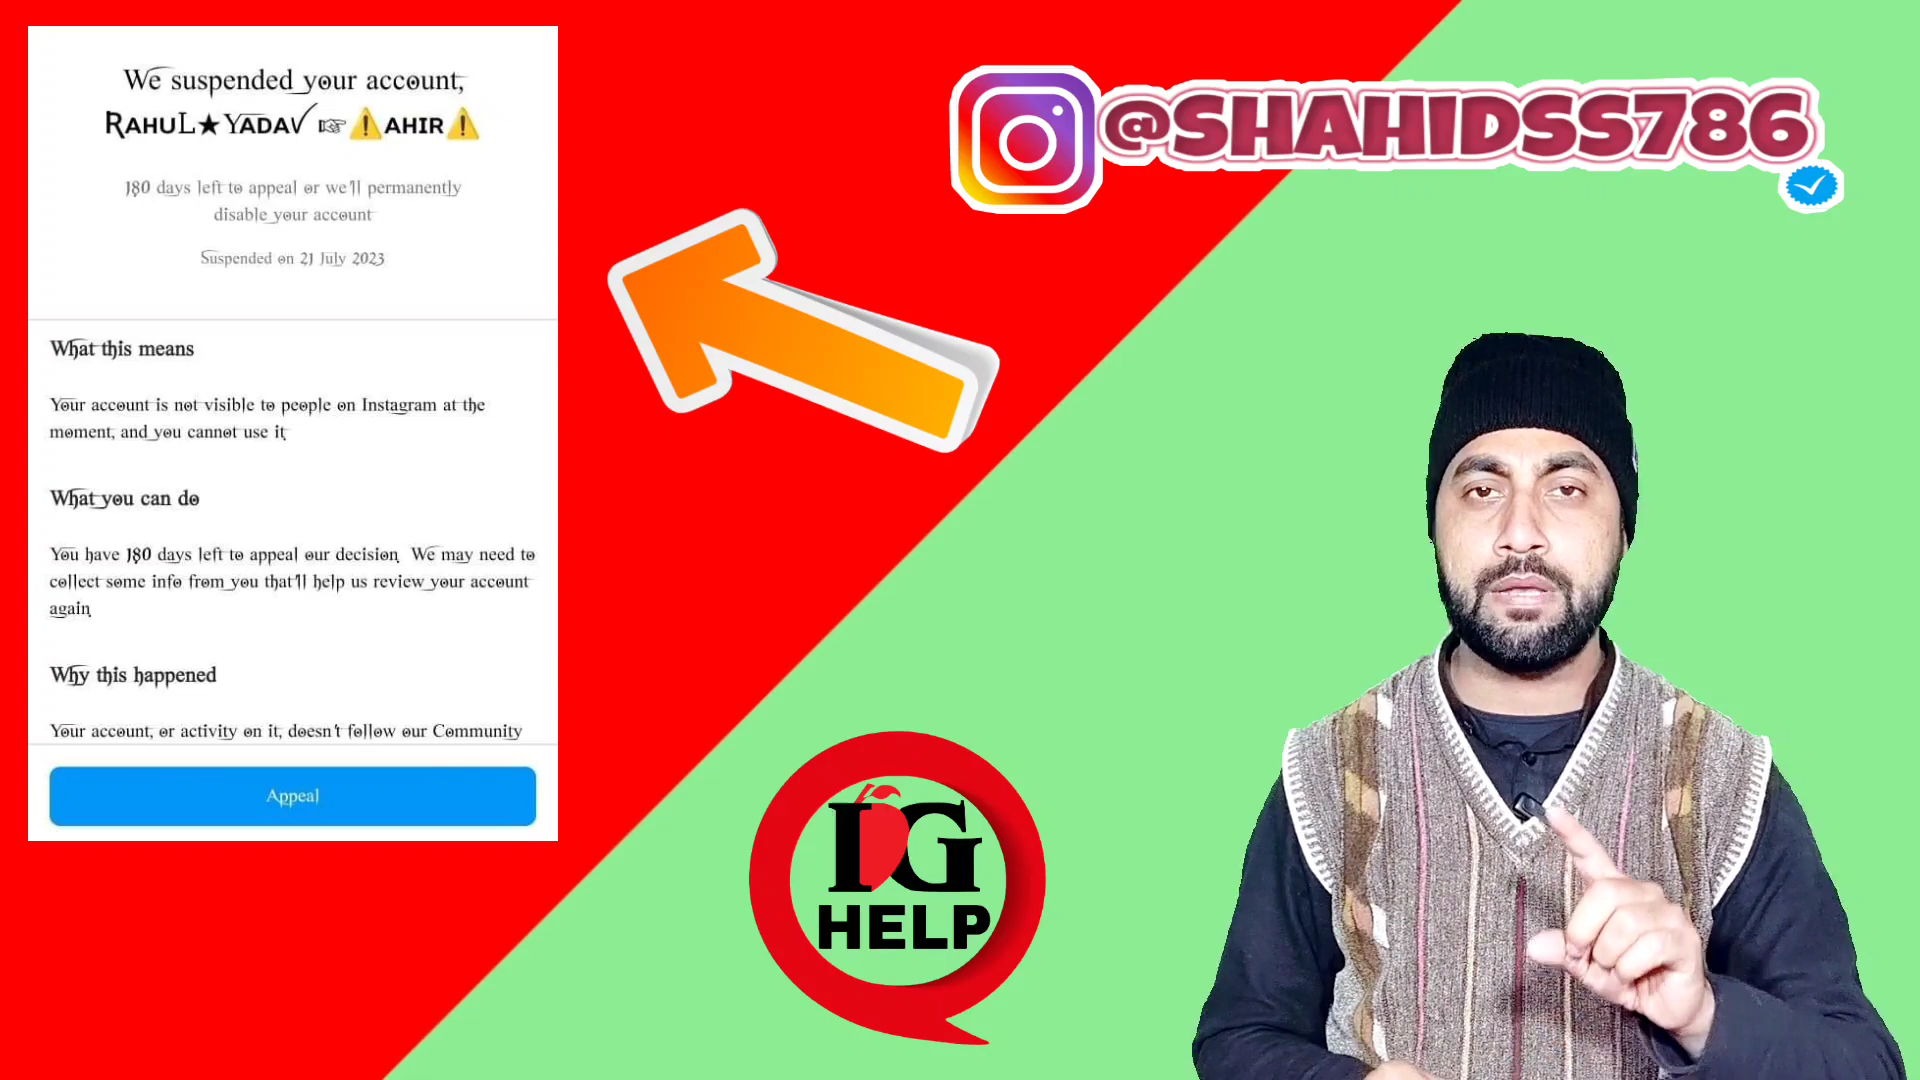 We suspended your account,
RAHUL★YADAV ☞⚠️AHIR⚠️
180 days left to appeal or we'll permanently
disable your account
Suspended on 21 July 2023
What this means
Your account is not visible to people on Instagram at the
moment, and you cannot use it.
What you can do
You have 180 days left to appeal our decision. We may need to
collect some info from you that'll help us review your account
again.
Why this happened
Your account, or activity on it, doesn't follow our Community
Appeal
@SHAHIDSS786
IG
HELP